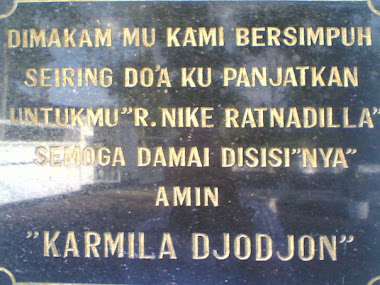 DIMAKAM MU KAMI BERSIMPUH
SEIRING DO'A KU PANJATKAN
UNTUKMU"R. NIKE RATNADILLA"
SEMOGA DAMAI DISISI"NYA"
AMIN
"KARMILA DJODJON"